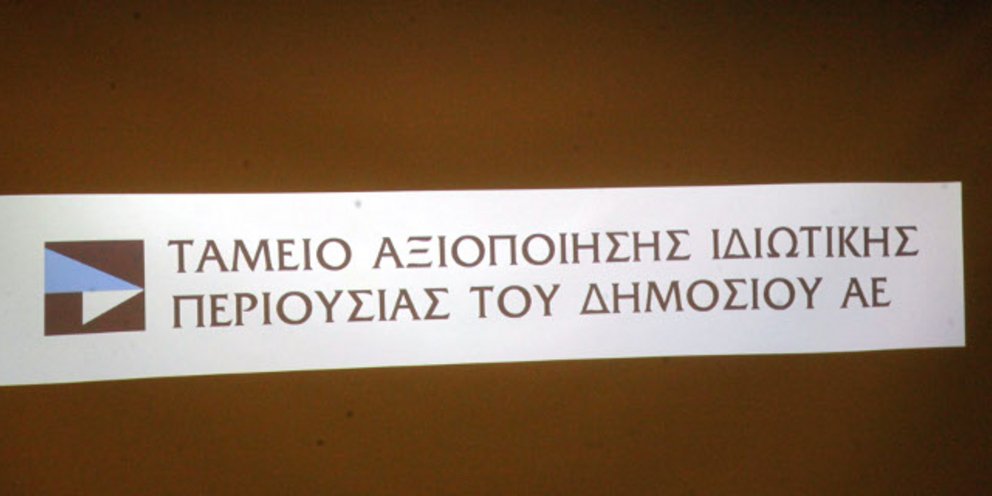 ΤΑΜΕΙΟ ΑΞΙΟΠΟΙΗΣΗΣ ΙΔΙΩΤΙΚΗΣ
ΠΕΡΙΟΥΣΙΑΣ ΤΟΥ ΔΗΜΟΣΙΟΥ ΑΕ